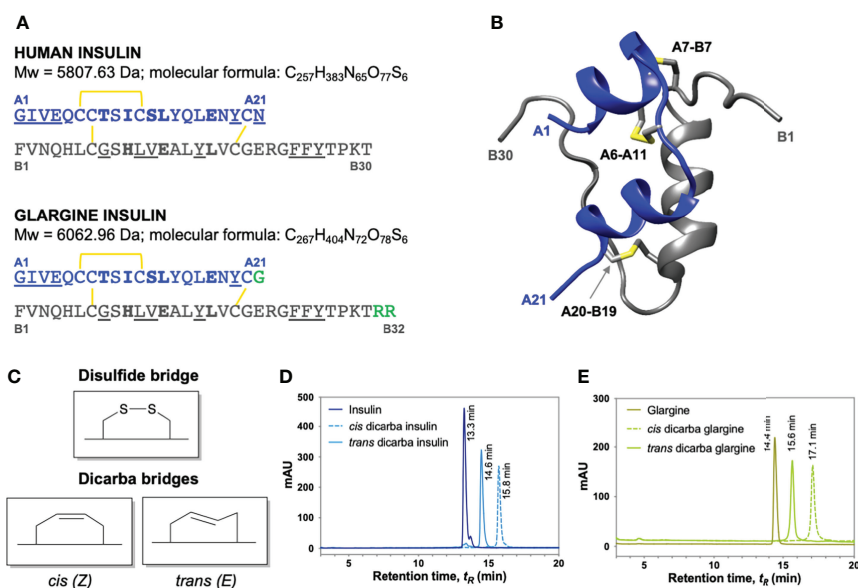 A
HUMAN INSULIN
Mw = 5807.63 Da; molecular formula: C257H383N65O77S6
A1 A21
GIVEQCCTSICSLYQLENYCN
FVNQHLCGSHLVEALYLVCGERGFFYTPKT
B1 B30
GLARGINE INSULIN
Mw = 6062.96 Da; molecular formula: C267H404N72O78S6
A1 A21
GIVEQCCTSICSLYQLENYCG
FVNQHLCGSHLVEALYLVCGERGFFYTPKTRR
B1 B32
B
A7-B7
A1
B1
B30
A6-A11
A21
A20-B19
C
Disulfide bridge
S S
Dicarba bridges
cis (Z) trans (E)
D
500
400
300
200
100
0
mAU
Insulin
cis dicarba insulin
trans dicarba insulin
13.3 min
14.6 min
15.8 min
5 10 15 20
Retention time, tR (min)
E
300
200
100
0
mAU
Glargine
cis dicarba glargine
trans dicarba glargine
14.4 min
15.6 min
17.1 min
5 10 15 20
Retention time, tR (min)